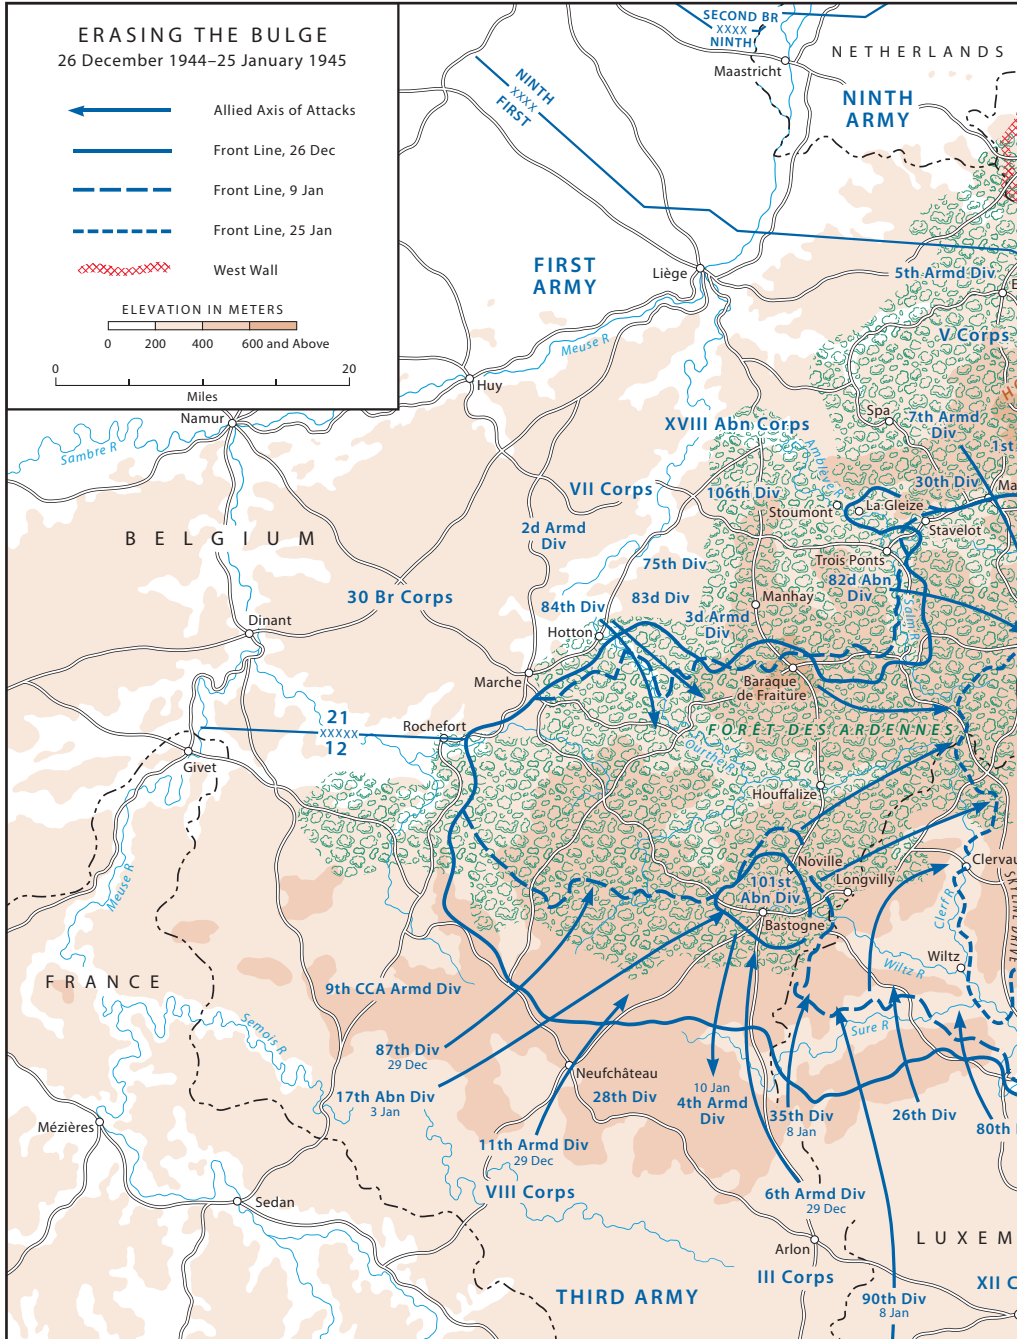 ERASING THE BULGE
26 December 1944–25 January 1945
Allied Axis of Attacks
Front Line, 26 Dec
Front Line, 9 Jan
Front Line, 25 Jan
West Wall
ELEVATION IN METERS
0 200 400 600 and Above
0 20
Miles
SECOND BR
XXXX
NINTH
NETHERLANDS
Maastricht
NINTH
XXXX
FIRST
NINTH
ARMY
FIRST
ARMY
Liège
5th Armd Div
E
Meuse R
V Corps
Huy
Namur
Sambre R
Spa
7th Armd
Div
XVIII Abn Corps
1st
Amblève R
30th Div
Ma
VII Corps
106th Div
La Gleize
Stoumont
Stavelot
2d Armd
Div
BELGIUM
Trois Ponts
75th Div
82d Abn
Div
30 Br Corps
84th Div
83d Div
Manhay
Salm R
3d Armd
Div
Dinant
Hotton
Marche
Baraque
de Fraiture
21
XXXXX
12
Rochefort
FORET DES ARDENNES
Givet
Ourthe R
Houffalize
Noville
Clervau
Meuse R
101st
Abn Div
Longvilly
SKYLINE DRIVE
Clerf R
Bastogne
Wiltz
Wiltz R
FRANCE
9th CCA Armd Div
Semois R
Sure R
87th Div
29 Dec
Neufchâteau
17th Abn Div
3 Jan
28th Div
10 Jan
4th Armd
Div
35th Div
8 Jan
26th Div
80th
Mézières
11th Armd Div
29 Dec
VIII Corps
Sedan
6th Armd Div
29 Dec
LUXEM
Arlon
III Corps
XII C
THIRD ARMY
90th Div
8 Jan